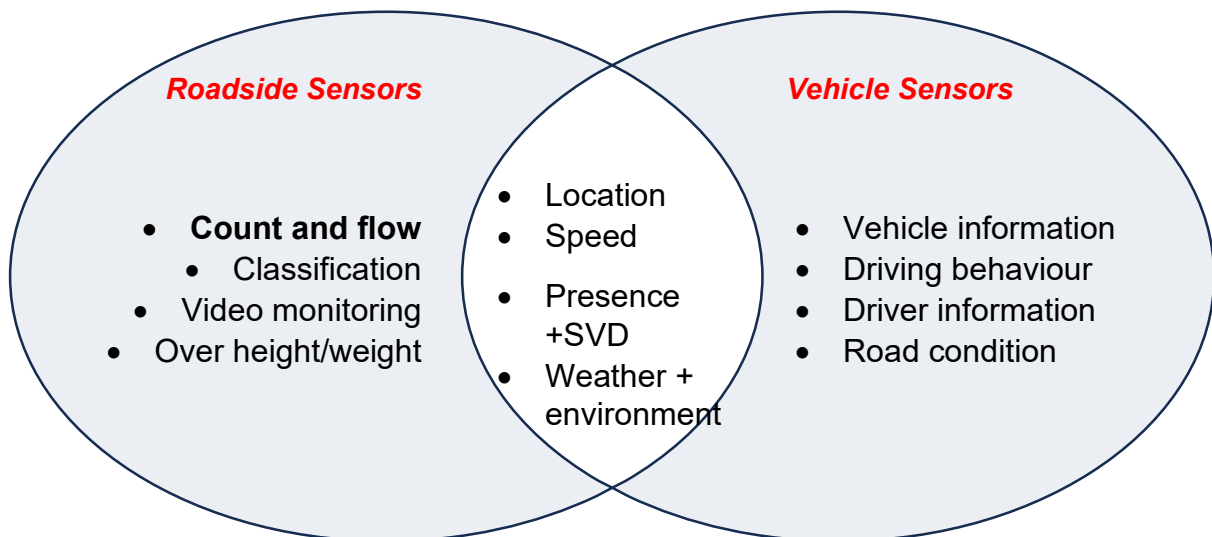 Roadside Sensors
• Count and flow
• Classification
• Video monitoring
• Over height/weight
• Location
• Speed
• Presence
+SVD
• Weather +
environment
Vehicle Sensors
• Vehicle information
• Driving behaviour
• Driver information
• Road condition